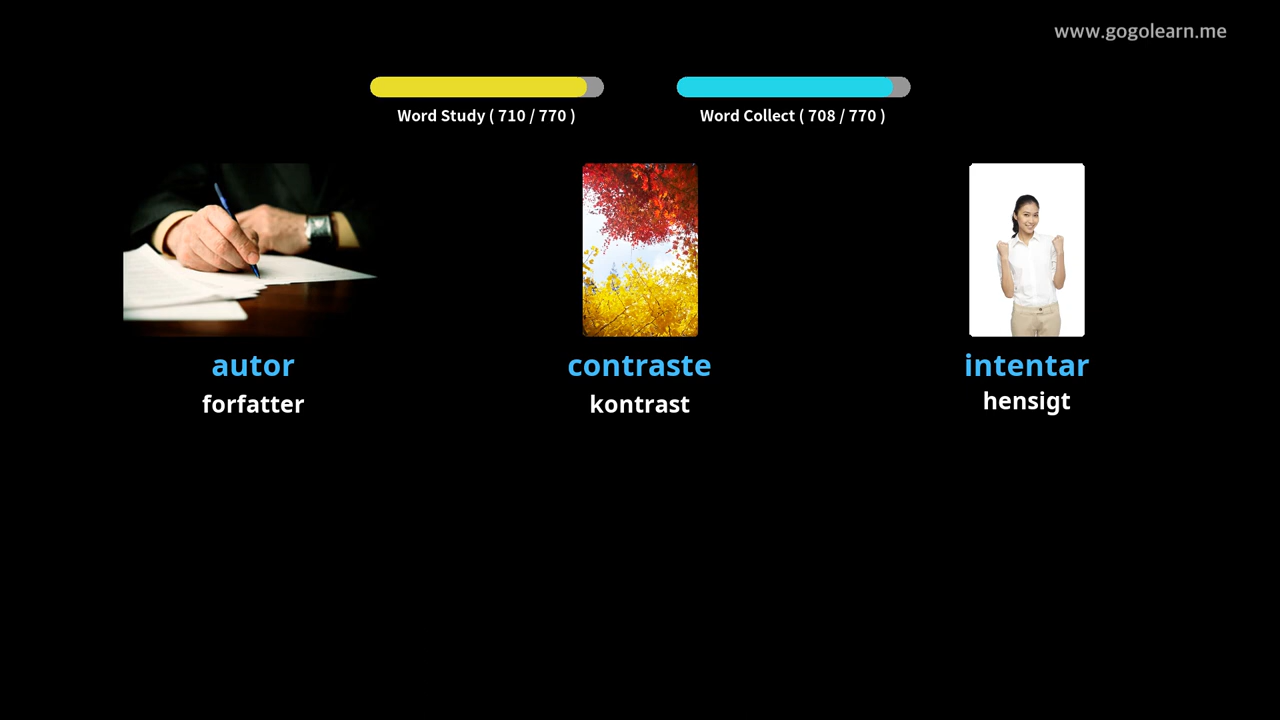 www.gogolearn.me
Word Study ( 710 / 770 )
Word Collect ( 708 / 770 )
autor
forfatter
contraste
kontrast
intentar
hensigt